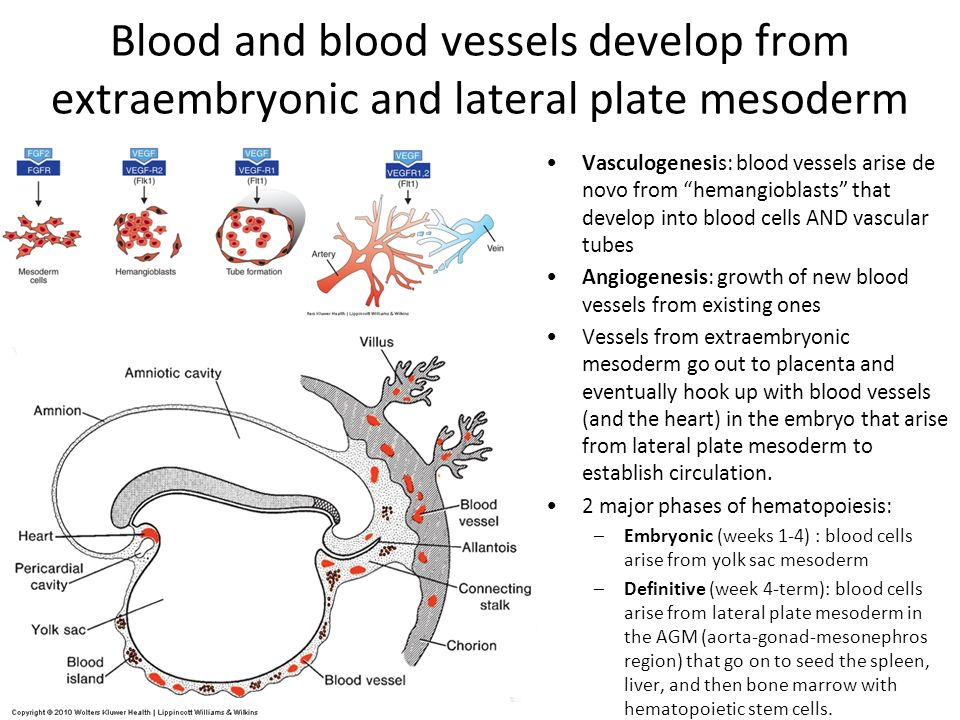 Blood and blood vessels develop from
extraembryonic and lateral plate mesoderm
FGF2
FGFR
Mesoderm
cells
VEGF
VEGF-R2
(Flk1)
Hemangioblasts
VEGF
VEGF-R1
(Flt1)
Tube formation
VEGF
VEGFR1,2
(Flt1)
Artery
Vein
Health | Lippincott Williams & Wilkins
Villus
Amniotic cavity
Amnion
Blood
vessel
Heart
Allantois
Pericardial
cavity
Connecting
stalk
Yolk sac
Chorion
Blood
island
Blood vessel
Copyright © 2010 Wolters Kluwer Health | Lippincott Williams & Wilkins
• Vasculogenesis: blood vessels arise de
novo from “hemangioblasts” that
develop into blood cells AND vascular
tubes
• Angiogenesis: growth of new blood
vessels from existing ones
• Vessels from extraembryonic
mesoderm go out to placenta and
eventually hook up with blood vessels
(and the heart) in the embryo that arise
from lateral plate mesoderm to
establish circulation.
• 2 major phases of hematopoiesis:
– Embryonic (weeks 1-4) : blood cells
arise from yolk sac mesoderm
– Definitive (week 4-term): blood cells
arise from lateral plate mesoderm in
the AGM (aorta-gonad-mesonephros
region) that go on to seed the spleen,
liver, and then bone marrow with
hematopoietic stem cells.